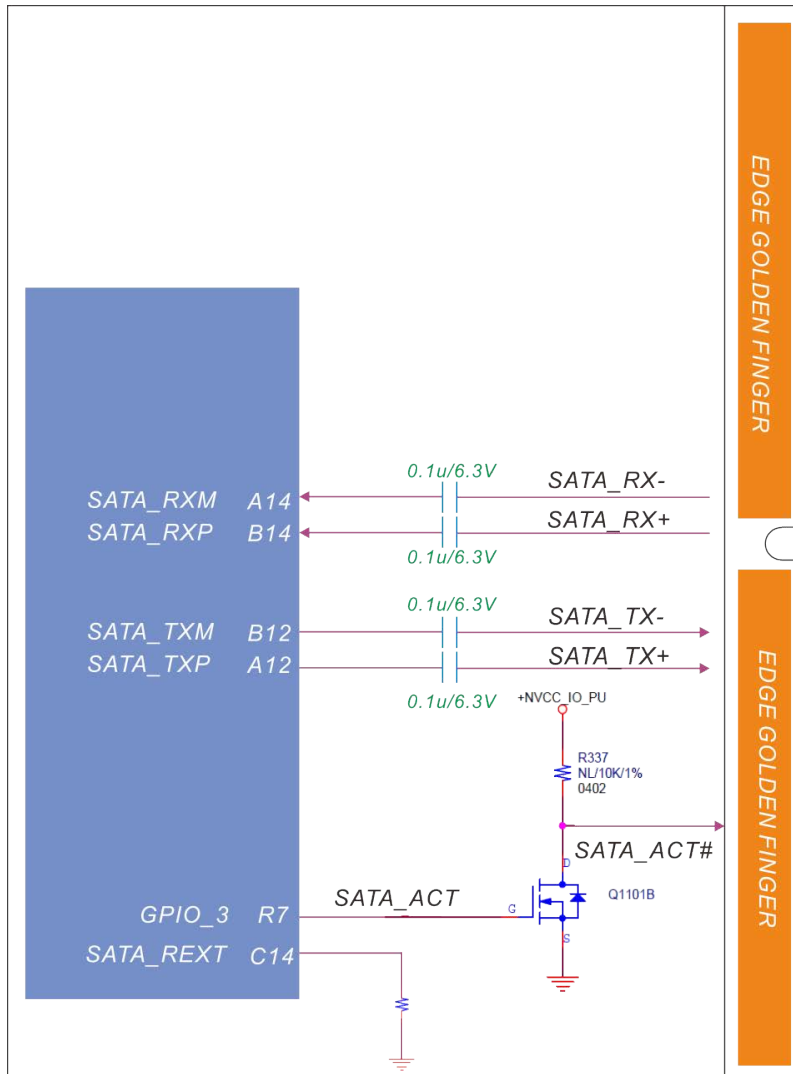 EDGE GOLDEN FINGER
0.1u/6.3V
SATA_RX-
SATA_RXM A14
SATA_RX+
SATA_RXP B14
0.1u/6.3V
0.1u/6.3V
SATA_TX-
SATA_TXM B12
SATA_TX+
SATA_TXP A12
0.1u/6.3V
+NVCC_IO_PU
R337
NL/10K/1%
0402
EDGE GOLDEN FINGER
SATA_ACT#
D
Q1101B
SATA_ACT
G
GPIO_3 R7
S
SATA_REXT C14